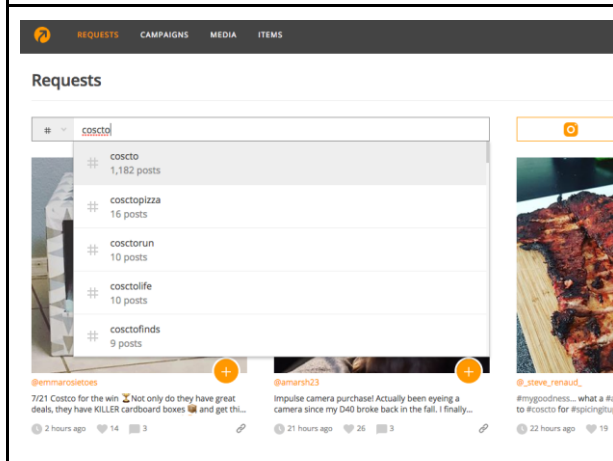 REQUESTS CAMPAIGNS MEDIA ITEMS
Requests
# coscto
# coscto
1,182 posts
# cosctopizza
16 posts
# cosctorun
10 posts
# cosctolife
10 posts
# cosctofinds
9 posts
@emmarosietoes
7/21 Costco for the win ⏳Not only do they have great
deals, they have KILLER cardboard boxes 📦 and get thi...
2 hours ago 14 3
@amarsh23
Impulse camera purchase! Actually been eyeing a
camera since my D40 broke back in the fall. I finally...
21 hours ago 26 3
@_steve_renaud_
#mygoodness... what a
to #coscto for #spicingitup
22 hours ago 19